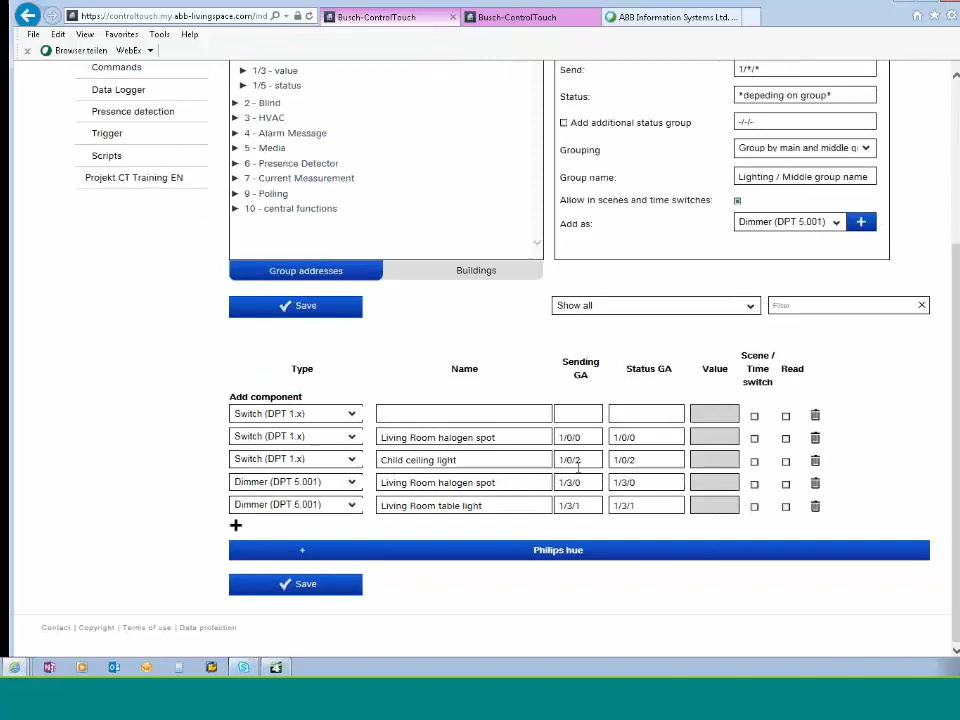 https://controltouch.my.abb-livingspace.com/ind
Busch-ControlTouch
Busch-ControlTouch
ABB Information Systems Ltd. ...
File Edit View Favorites Tools Help
x Browser teilen WebEx
Commands
Data Logger
Presence detection
Trigger
Scripts
Projekt CT Training EN
1/3 - value
1/5 - status
2 - Blind
3 - HVAC
4 - Alarm Message
5 - Media
6 - Presence Detector
7 - Current Measurement
9 - Polling
10 - central functions
Group addresses Buildings
Send: 1/*/*
Status: *depeding on group*
Add additional status group -/-/-
Grouping Group by main and middle g
Group name: Lighting / Middle group name
Allow in scenes and time switches:
Add as: Dimmer (DPT 5.001) +
Save Show all Filter X
Type Name Sending GA Status GA Value Scene / Time switch Read
Add component
Switch (DPT 1.x)
Switch (DPT 1.x) Living Room halogen spot 1/0/0 1/0/0
Switch (DPT 1.x) Child ceiling light 1/0/2 1/0/2
Dimmer (DPT 5.001) Living Room halogen spot 1/3/0 1/3/0
Dimmer (DPT 5.001) Living Room table light 1/3/1 1/3/1
+
+ Philips hue
Save
Contact | Copyright | Terms of use | Data protection